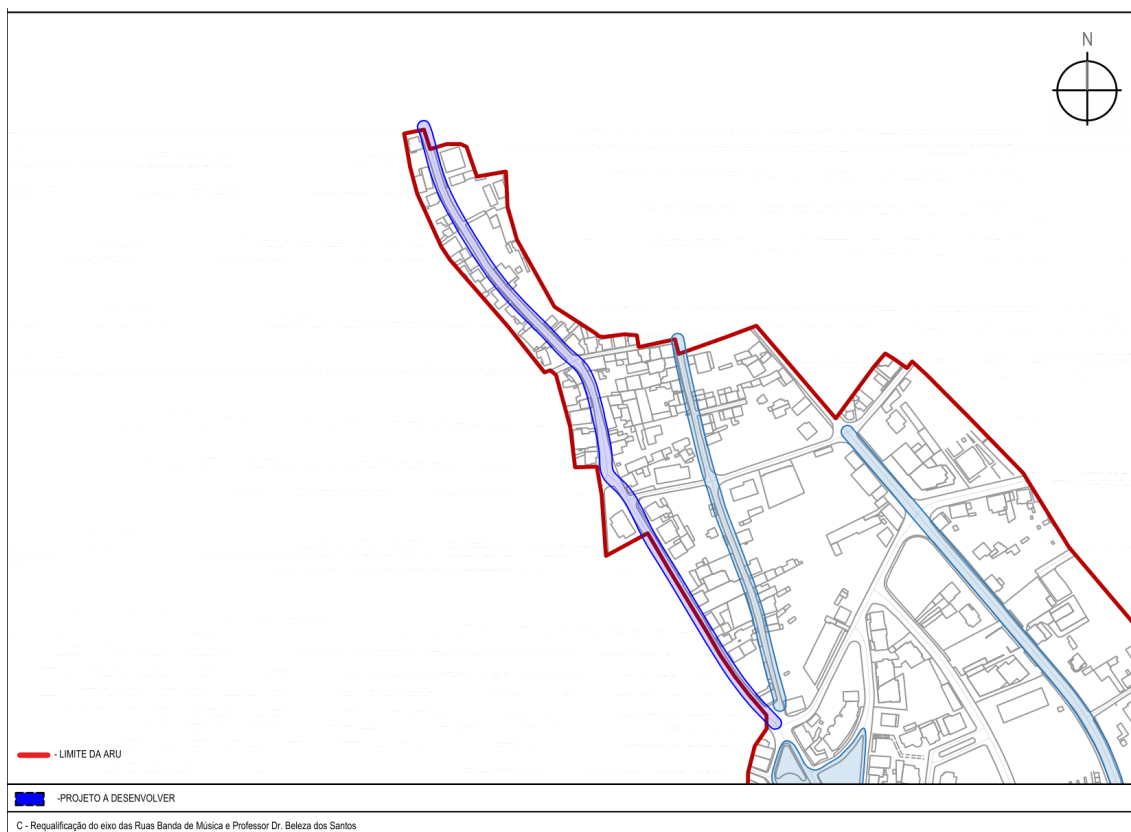 N
- LIMITE DA ARU
-PROJETO A DESENVOLVER
C - Requalificação do eixo das Ruas Banda de Música e Professor Dr. Beleza dos Santos